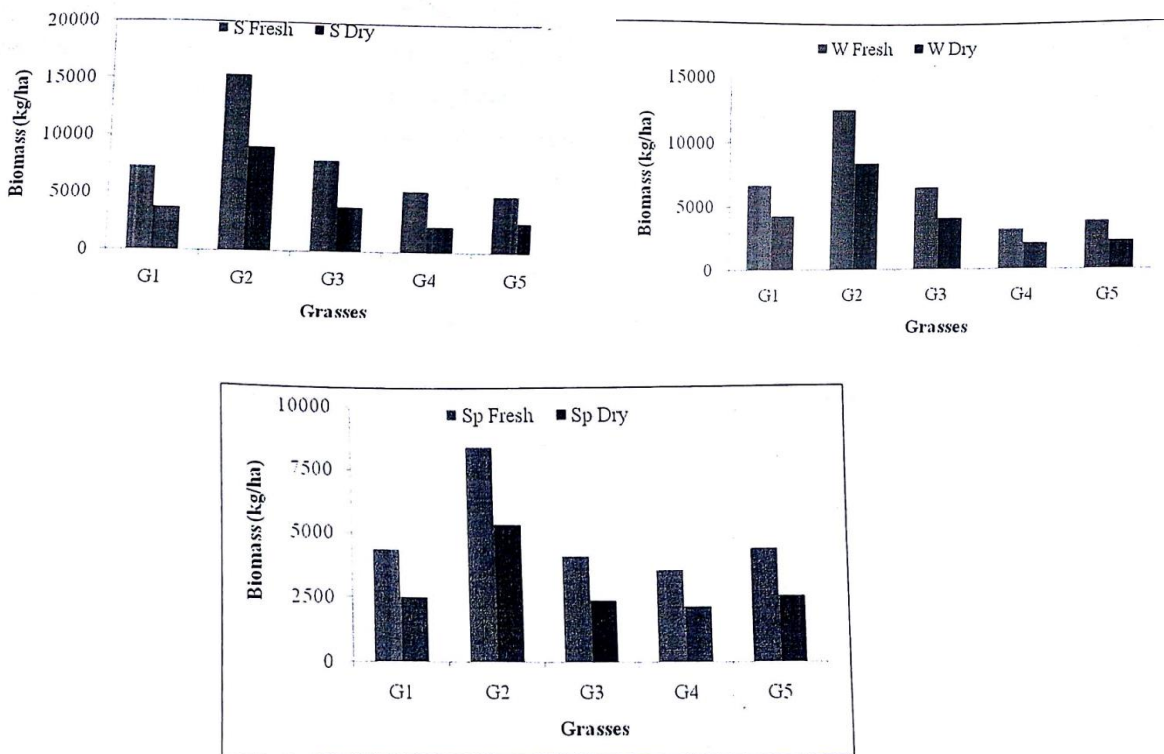 S Fresh S Dry
20000
15000
10000
5000
0
Biomass (kg/ha)
G1 G2 G3 G4 G5
Grasses
W Fresh W Dry
15000
10000
5000
0
Biomass (kg/ha)
G1 G2 G3 G4 G5
Grasses
Sp Fresh Sp Dry
10000
7500
5000
2500
0
Biomass (kg/ha)
G1 G2 G3 G4 G5
Grasses